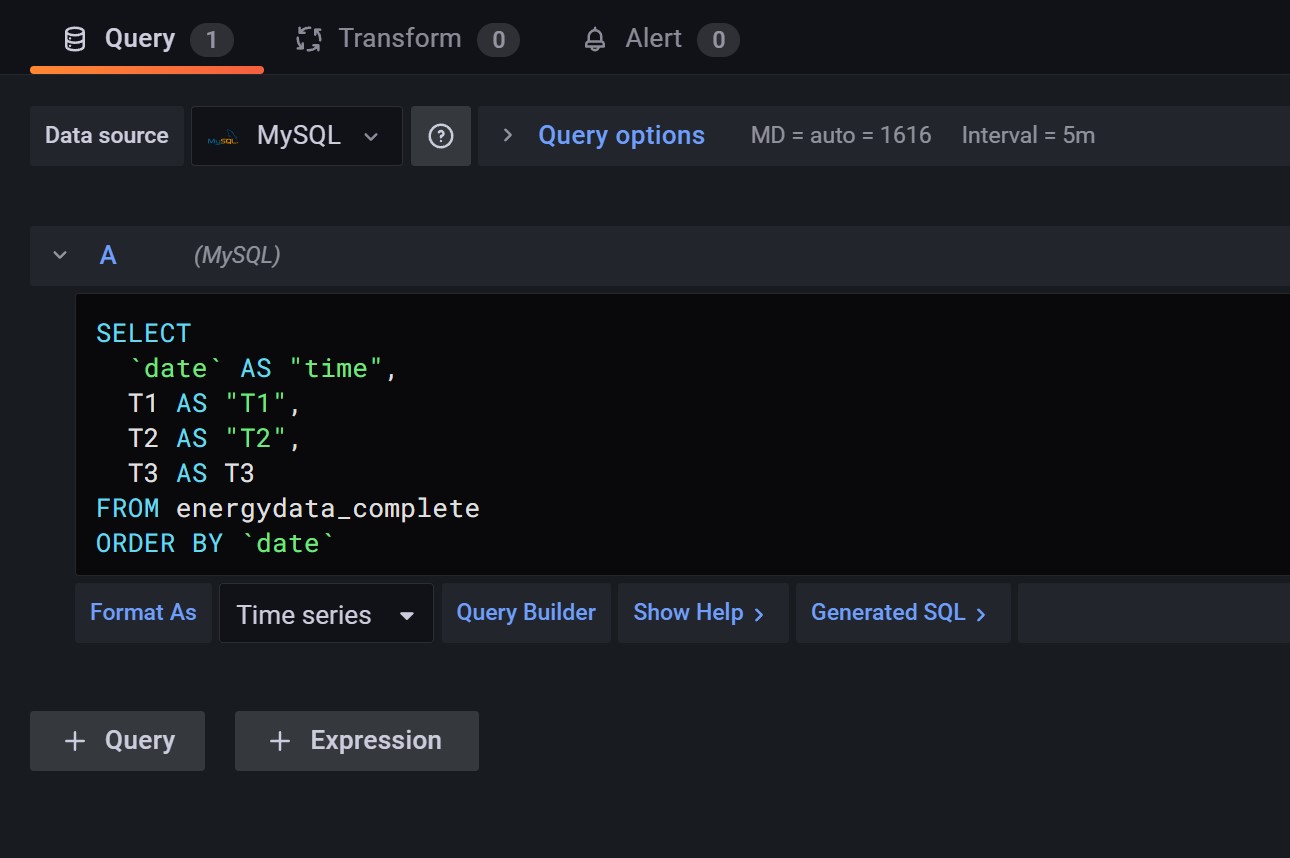 Query 1 Transform 0 Alert 0
Data source MySQL MySQL ? Query options MD = auto = 1616 Interval = 5m
A (MySQL)
SELECT
`date` AS "time",
T1 AS "T1",
T2 AS "T2",
T3 AS T3
FROM energydata_complete
ORDER BY `date`
Format As Time series Query Builder Show Help > Generated SQL >
+ Query + Expression